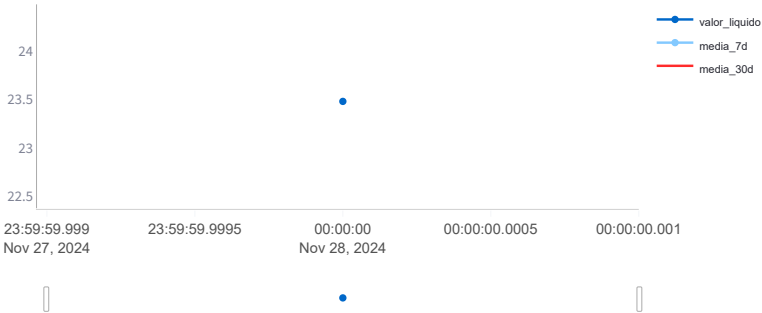 valor_liquido
media_7d
media_30d
24
23.5
23
22.5
23:59:59.999 23:59:59.9995 00:00:00 00:00:00.0005 00:00:00.001
Nov 27, 2024 Nov 28, 2024